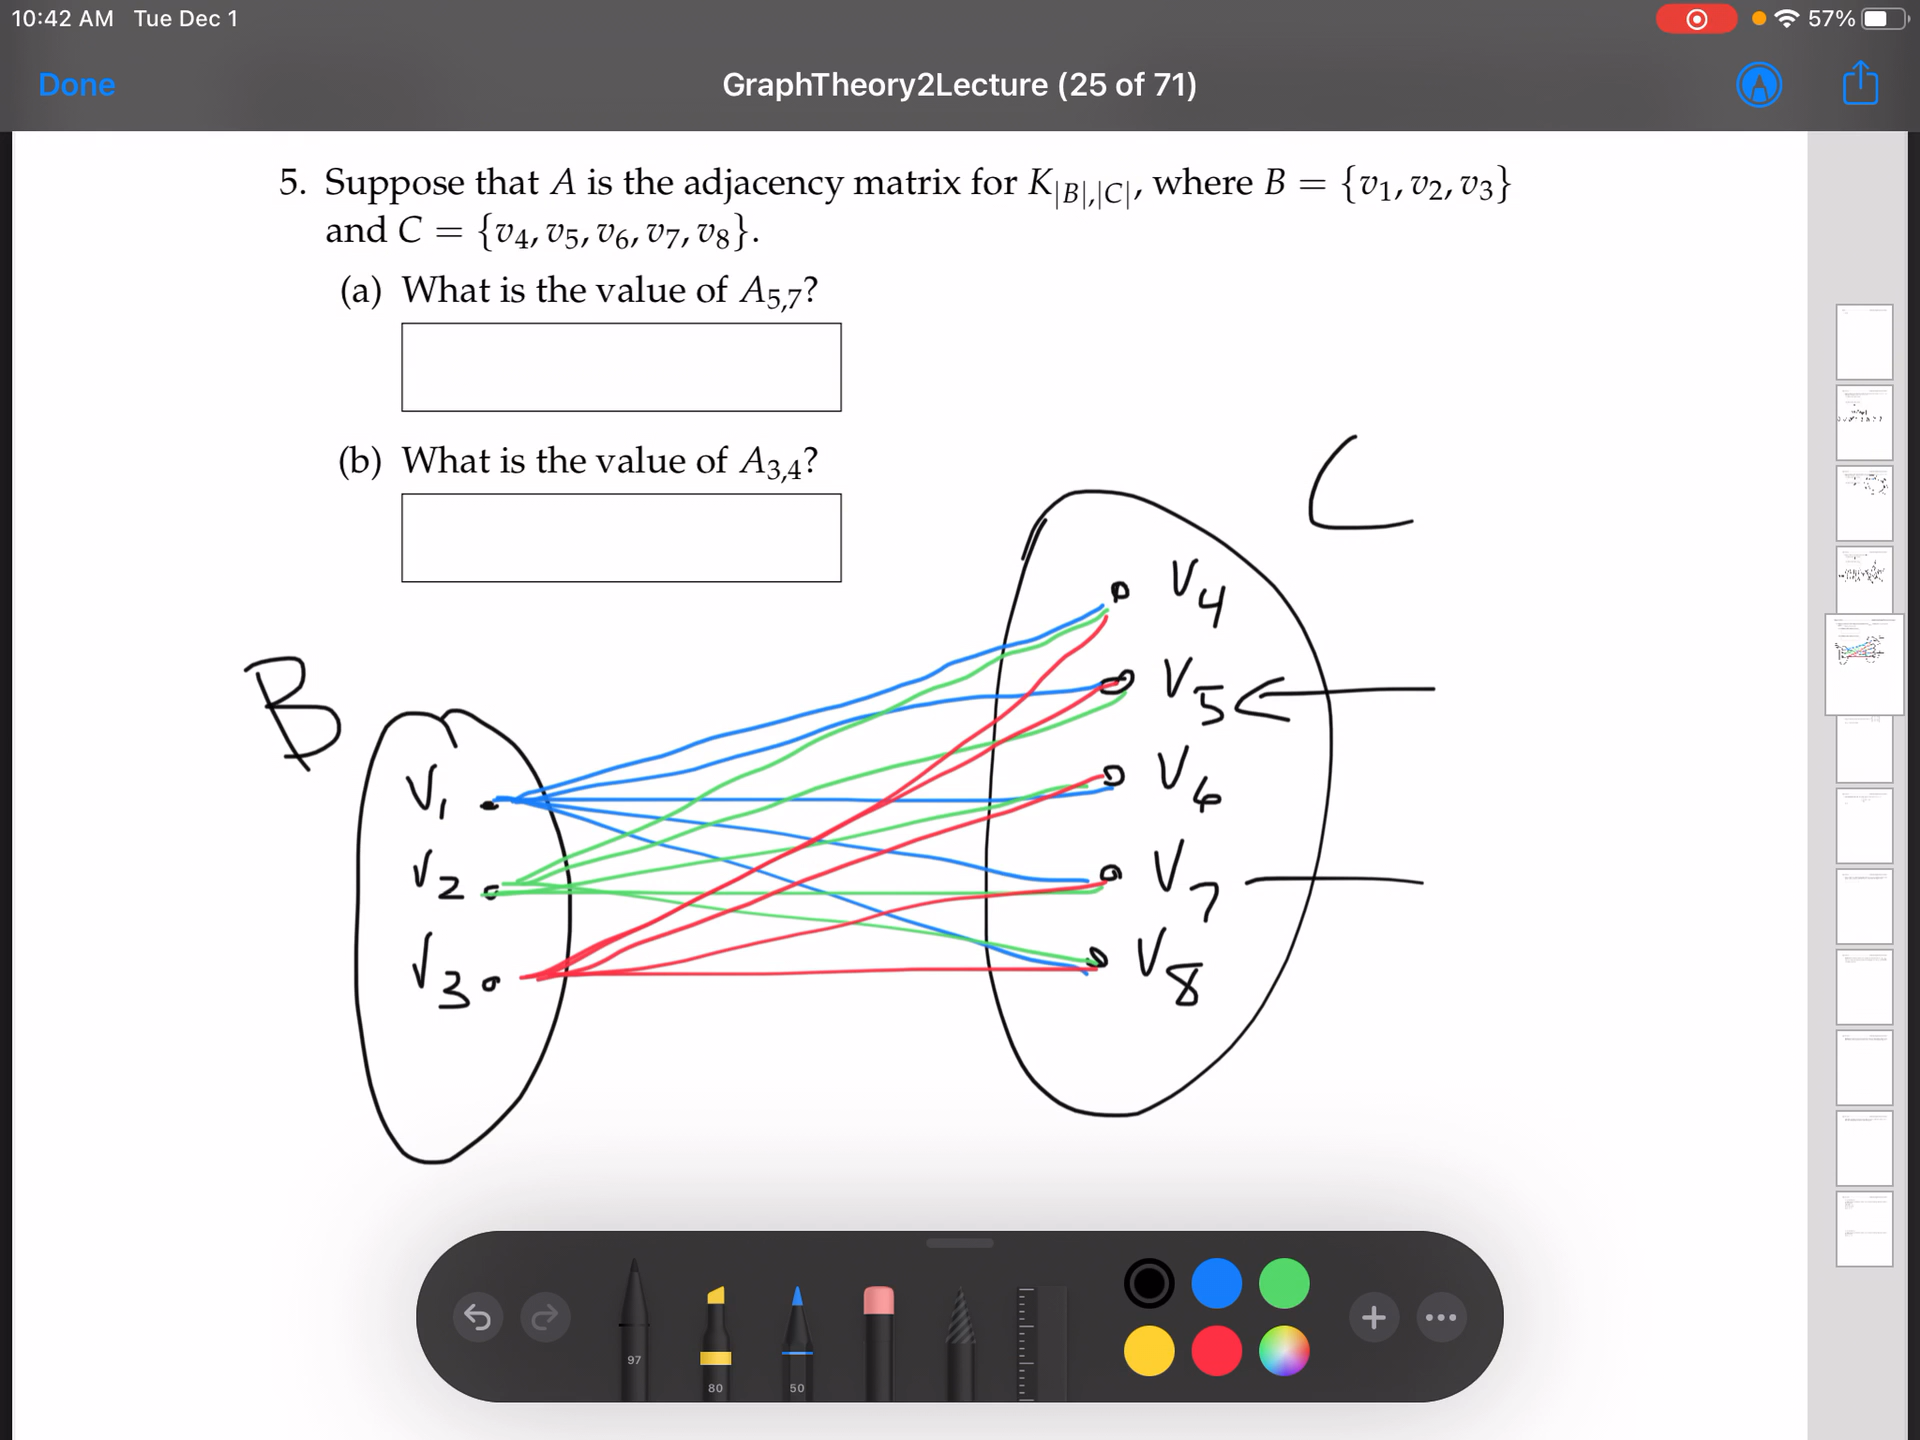 10:42 AM Tue Dec 1
57%
Done
GraphTheory2Lecture (25 of 71)
5. Suppose that A is the adjacency matrix for K|B|,|C|, where B = {v1, v2, v3}
and C = {v4, v5, v6, v7, v8}.
(a) What is the value of A5,7?
(b) What is the value of A3,4?
C
B
V4
V5
V6
V7
V8
V1
V2
V3
97
80
50